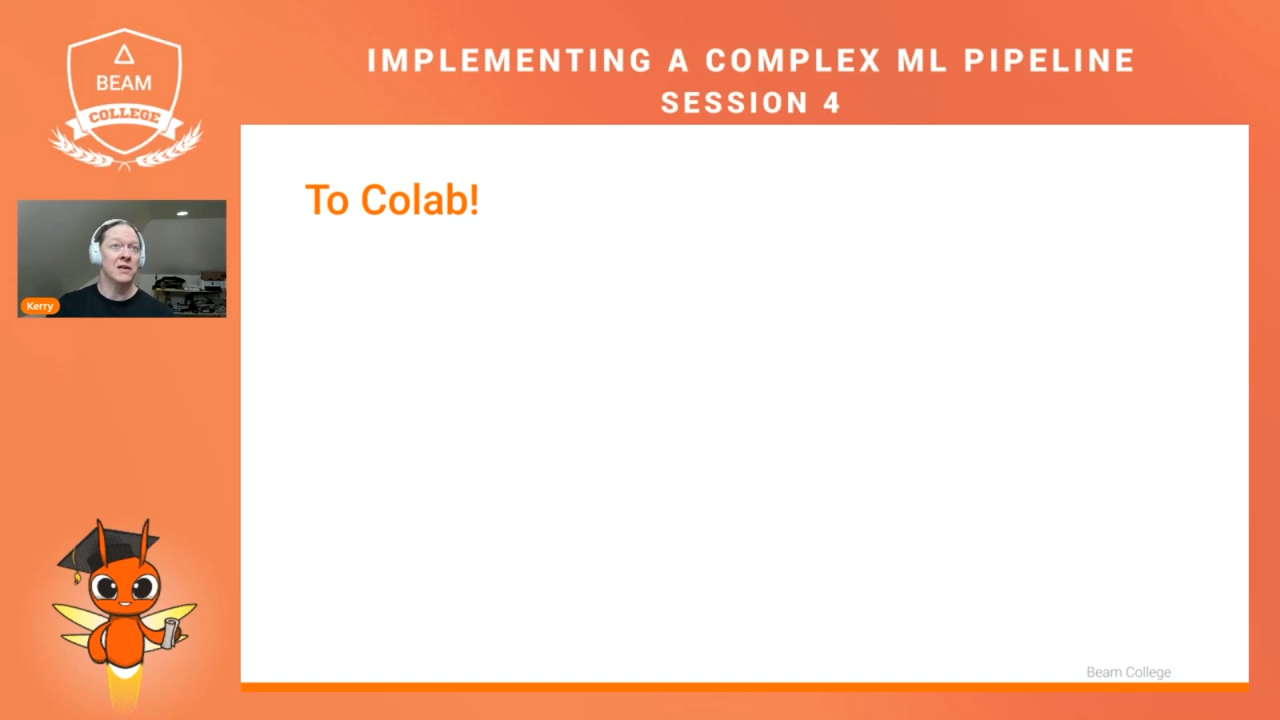 BEAM
COLLEGE
IMPLEMENTING A COMPLEX ML PIPELINE
SESSION 4
To Colab!
Kerry
Beam College